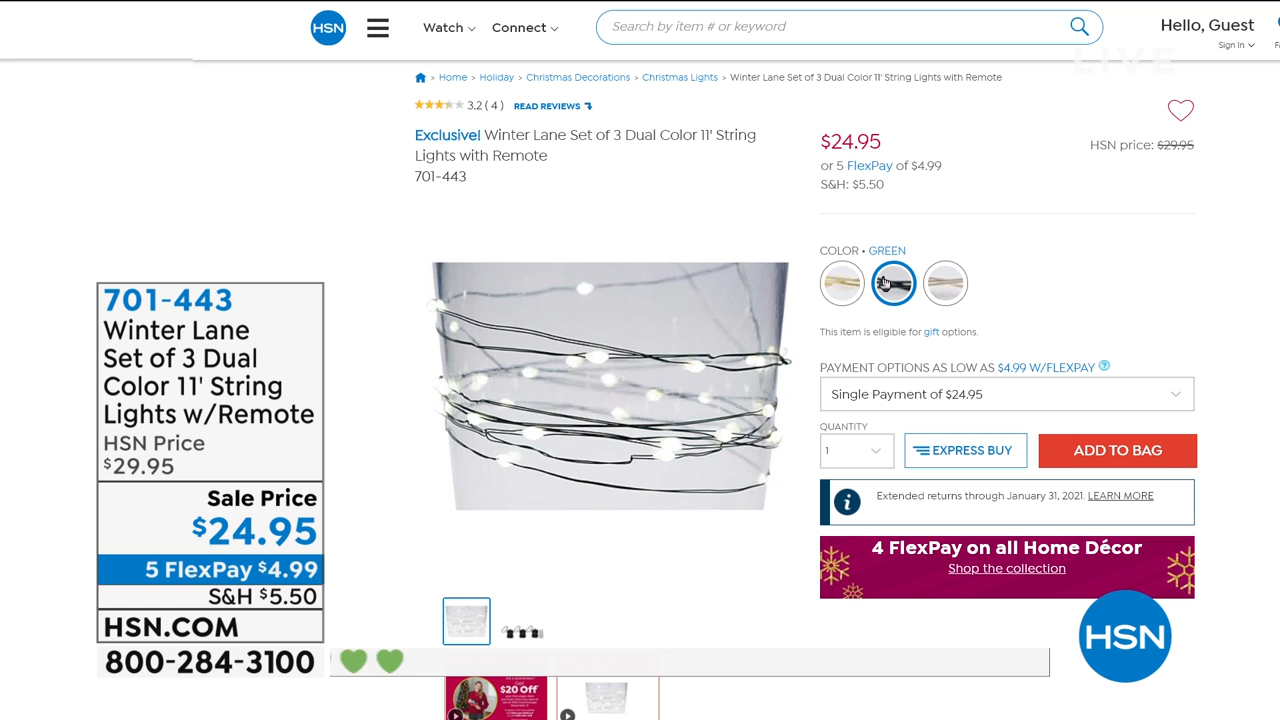 HSN
Watch
Connect
Search by item # or keyword
Hello, Guest
Sign In
LIVE
> Home > Holiday > Christmas Decorations > Christmas Lights > Winter Lane Set of 3 Dual Color 11' String Lights with Remote
3.2 ( 4 ) READ REVIEWS
Exclusive! Winter Lane Set of 3 Dual Color 11' String
Lights with Remote
701-443
$24.95
HSN price: $29.95
or 5 FlexPay of $4.99
S&H: $5.50
COLOR • GREEN
This item is eligible for gift options.
PAYMENT OPTIONS AS LOW AS $4.99 W/FLEXPAY ?
Single Payment of $24.95
QUANTITY
1
EXPRESS BUY
ADD TO BAG
i
Extended returns through January 31, 2021. LEARN MORE
4 FlexPay on all Home Décor
Shop the collection
701-443
Winter Lane
Set of 3 Dual
Color 11' String
Lights w/Remote
HSN Price
$29.95
Sale Price
$24.95
5 FlexPay $4.99
S&H $5.50
HSN.COM
800-284-3100
HSN
Get
$20 Off*